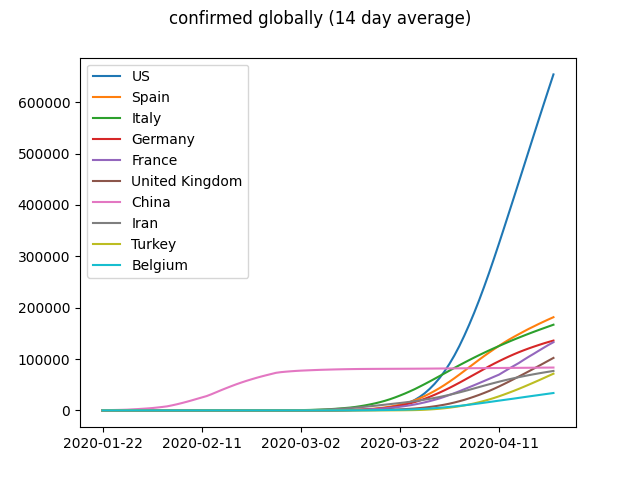 confirmed globally (14 day average)
US
Spain
Italy
Germany
France
United Kingdom
China
Iran
Turkey
Belgium
600000
500000
400000
300000
200000
100000
0
2020-01-22 2020-02-11 2020-03-02 2020-03-22 2020-04-11